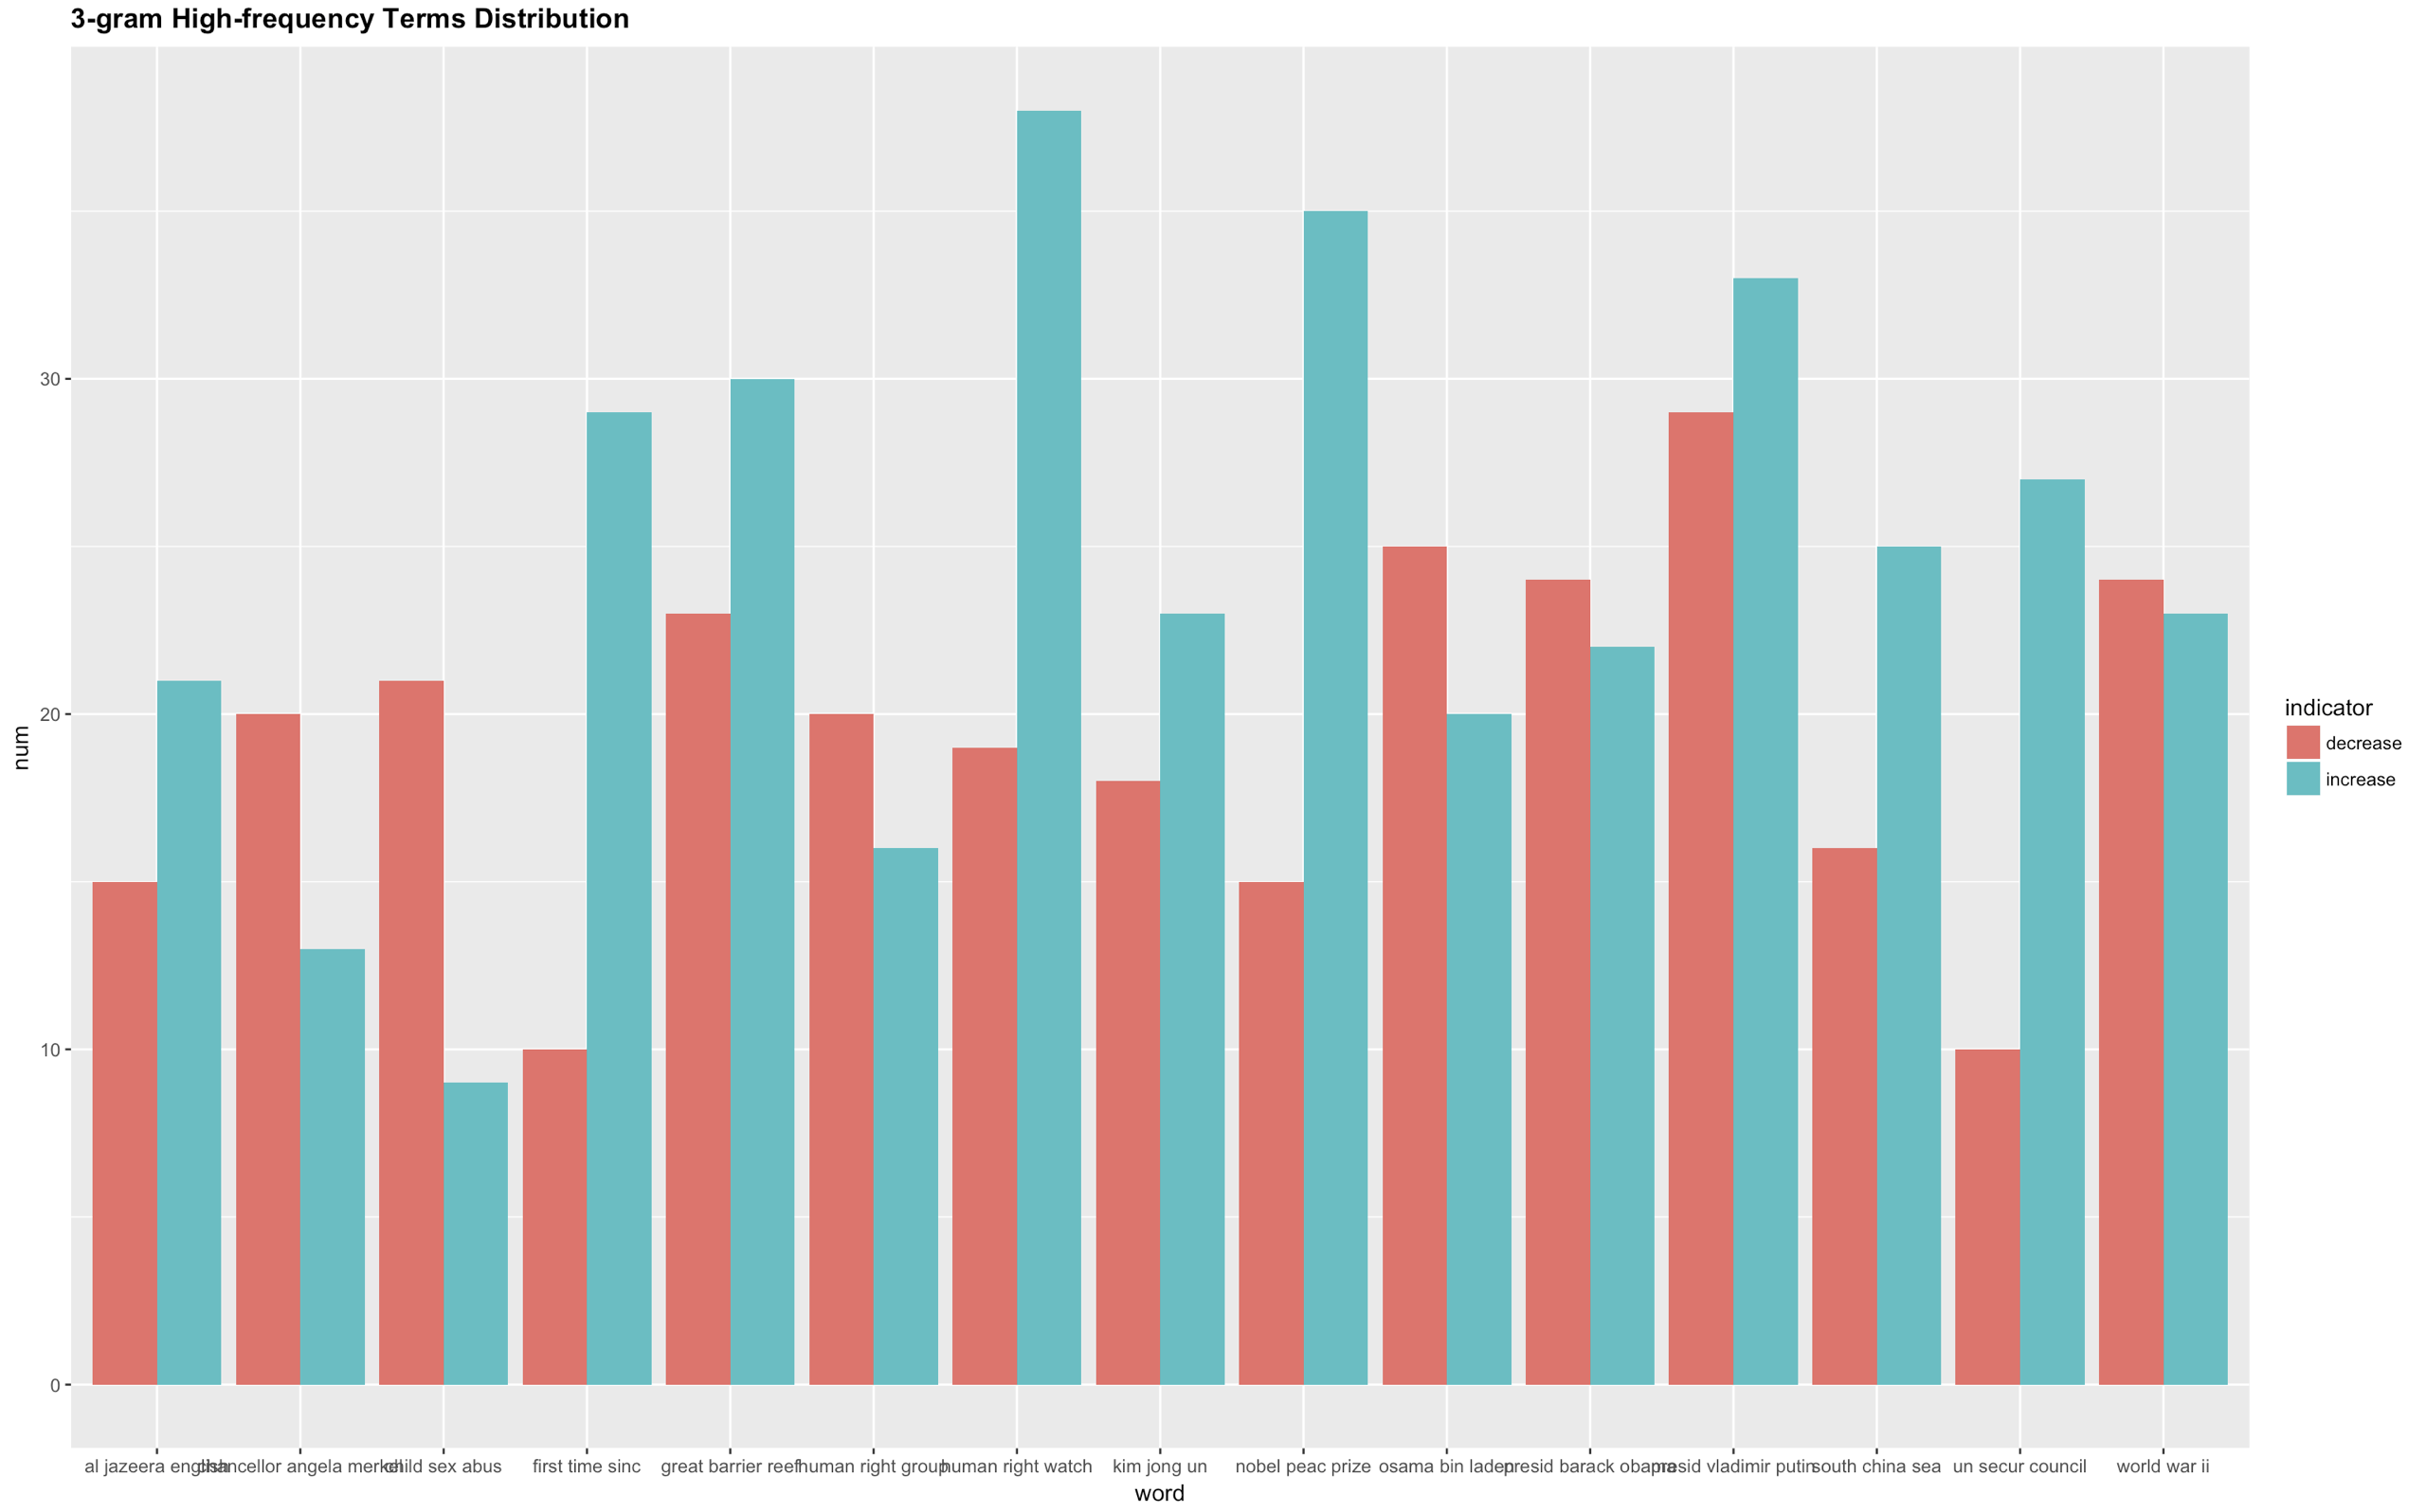 3-gram High-frequency Terms Distribution
30
20
10
0
num
al jazeera english chancellor angela merkel child sex abus first time sinc great barrier reef human right group human right watch kim jong un nobel peac prize osama bin laden presid barack obama presid vladimir putin south china sea un secur council world war ii
word
indicator
decrease
increase